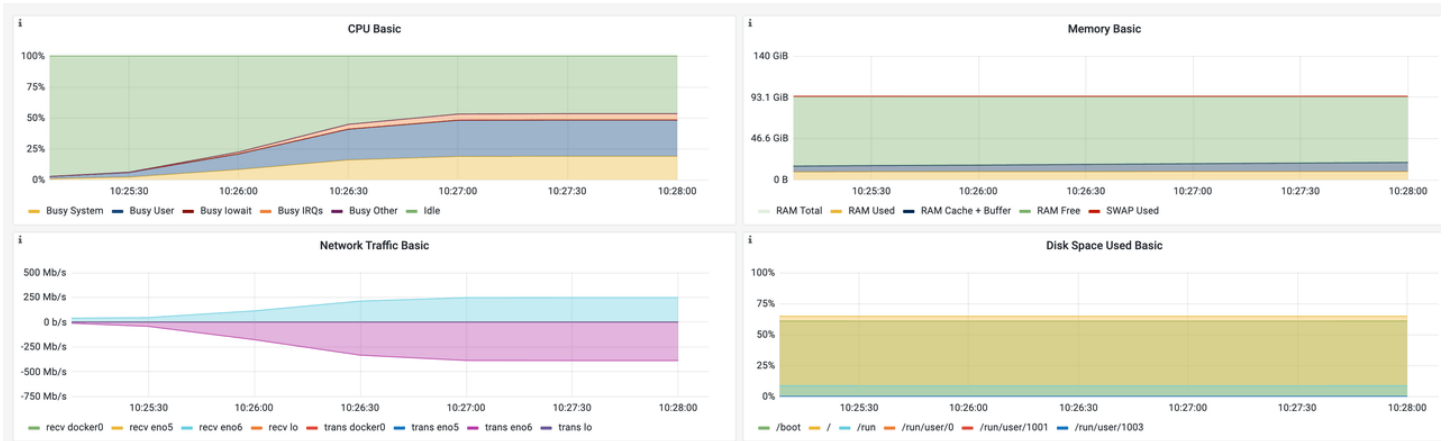 i
CPU Basic
100%
75%
50%
25%
0%
10:25:30 10:26:00 10:26:30 10:27:00 10:27:30 10:28:00
Busy System Busy User Busy Iowait Busy IRQs Busy Other Idle
i
Memory Basic
140 GiB
93.1 GiB
46.6 GiB
0 B
10:25:30 10:26:00 10:26:30 10:27:00 10:27:30 10:28:00
RAM Total RAM Used RAM Cache + Buffer RAM Free SWAP Used
i
Network Traffic Basic
500 Mb/s
250 Mb/s
0 b/s
-250 Mb/s
-500 Mb/s
-750 Mb/s
10:25:30 10:26:00 10:26:30 10:27:00 10:27:30 10:28:00
recv docker0 recv eno5 recv eno6 recv lo trans docker0 trans eno5 trans eno6 trans lo
i
Disk Space Used Basic
100%
75%
50%
25%
0%
10:25:30 10:26:00 10:26:30 10:27:00 10:27:30 10:28:00
/boot / /run /run/user/0 /run/user/1001 /run/user/1003